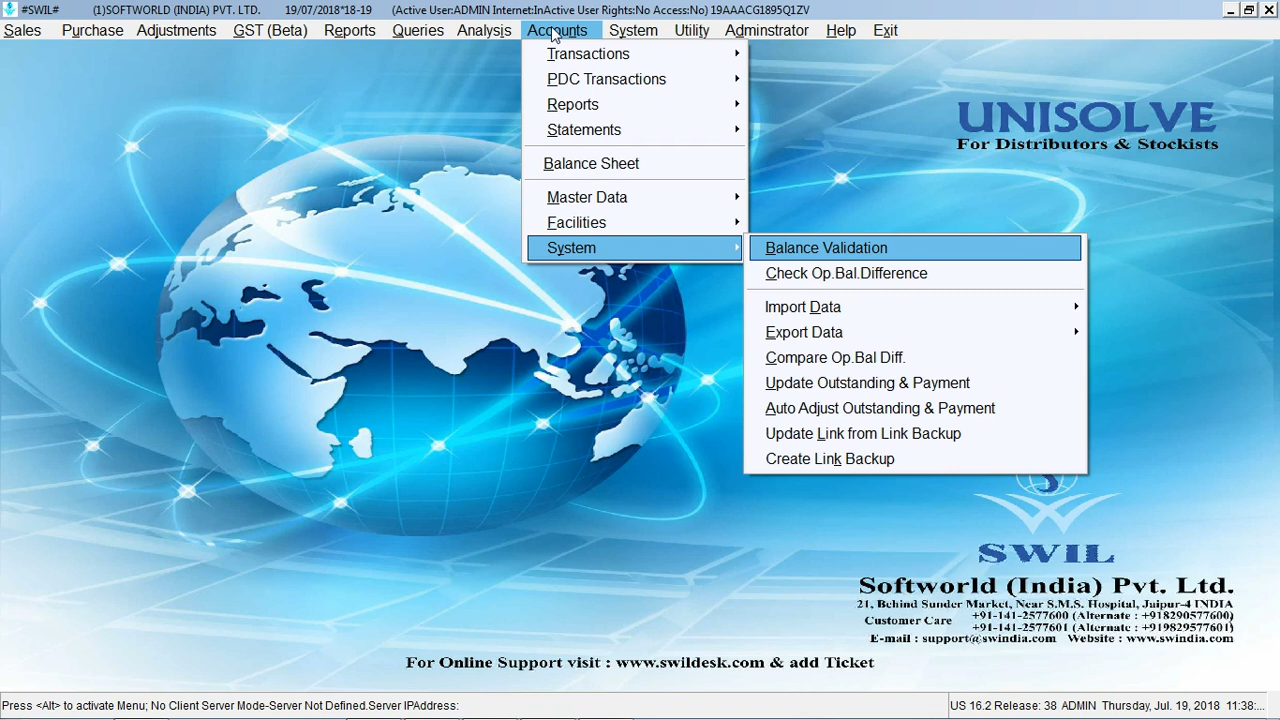 #SWIL# (1)SOFTWORLD (INDIA) PVT. LTD. 19/07/2018*18-19 (Active User:ADMIN Internet:InActive User Rights:No Access:No) 19AAACG1895Q1ZV
Sales Purchase Adjustments GST (Beta) Reports Queries Analysis Accounts System Utility Adminstrator Help Exit
Transactions
PDC Transactions
Reports
Statements
Balance Sheet
Master Data
Facilities
System
Balance Validation
Check Op.Bal.Difference
Import Data
Export Data
Compare Op.Bal Diff.
Update Outstanding & Payment
Auto Adjust Outstanding & Payment
Update Link from Link Backup
Create Link Backup
UNISOLVE
For Distributors & Stockists
SWIL
Softworld (India) Pvt. Ltd.
21, Behind Sunder Market, Near S.M.S. Hospital, Jaipur-4 INDIA
Customer Care +91-141-2577600 (Alternate : +918290577600)
+91-141-2577601 (Alternate : +919829577601)
E-mail : support@swindia.com Website : www.swindia.com
For Online Support visit : www.swildesk.com & add Ticket
Press <Alt> to activate Menu; No Client Server Mode-Server Not Defined.Server IPAddress:
US 16.2 Release: 38 ADMIN Thursday, Jul. 19, 2018 11:38:...